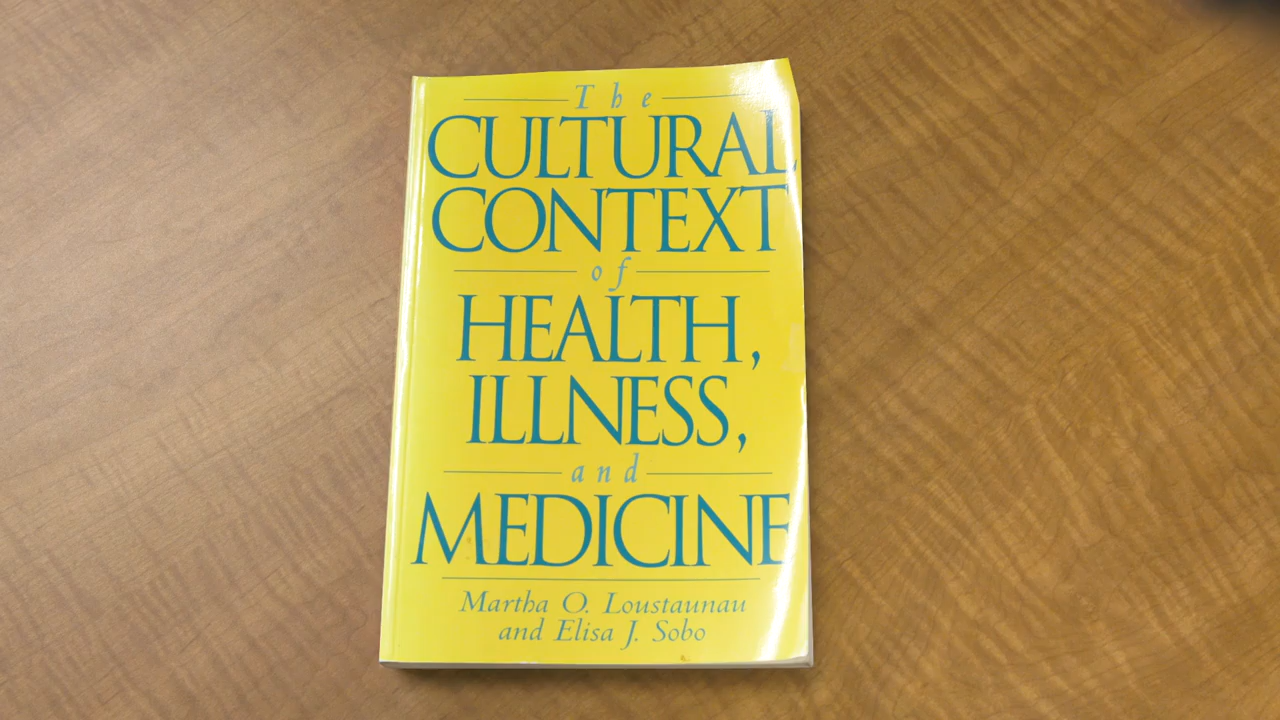 The
CULTURAL
CONTEXT
of
HEALTH,
ILLNESS,
and
MEDICINE
Martha O. Loustaunau
and Elisa J. Sobo